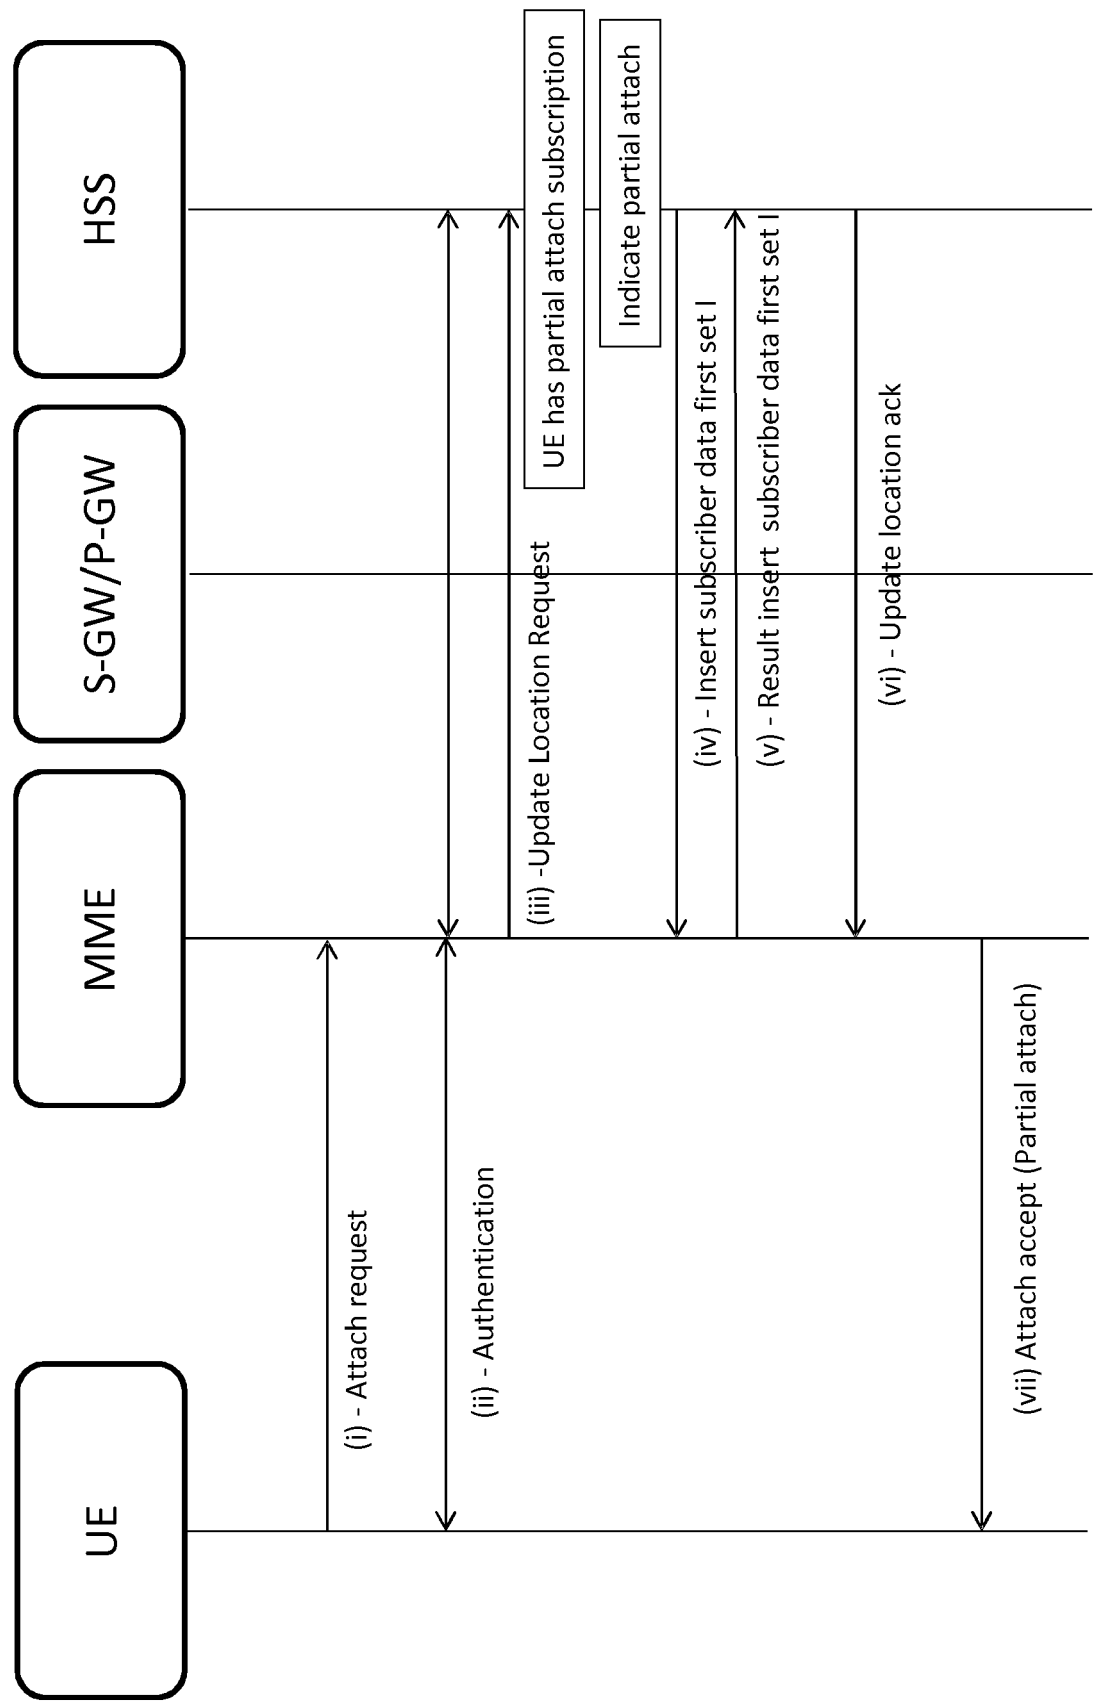 UE
MME
S-GW/P-GW
HSS
(i) - Attach request
(ii) - Authentication
(iii) -Update Location Request
UE has partial attach subscription
Indicate partial attach
(iv) - Insert subscriber data first set I
(v) - Result insert subscriber data first set I
(vi) - Update location ack
(vii) Attach accept (Partial attach)